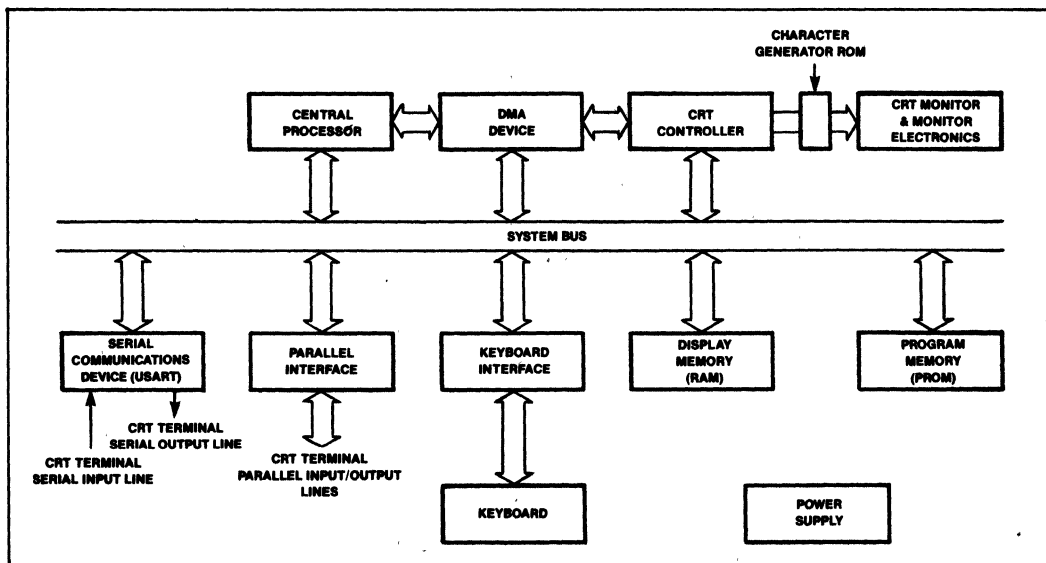 CHARACTER
GENERATOR ROM
CENTRAL
PROCESSOR
DMA
DEVICE
CRT
CONTROLLER
CRT MONITOR
& MONITOR
ELECTRONICS
SYSTEM BUS
SERIAL
COMMUNICATIONS
DEVICE (USART)
PARALLEL
INTERFACE
KEYBOARD
INTERFACE
DISPLAY
MEMORY
(RAM)
PROGRAM
MEMORY
(PROM)
CRT TERMINAL
SERIAL OUTPUT LINE
CRT TERMINAL
SERIAL INPUT LINE
CRT TERMINAL
PARALLEL INPUT/OUTPUT
LINES
KEYBOARD
POWER
SUPPLY